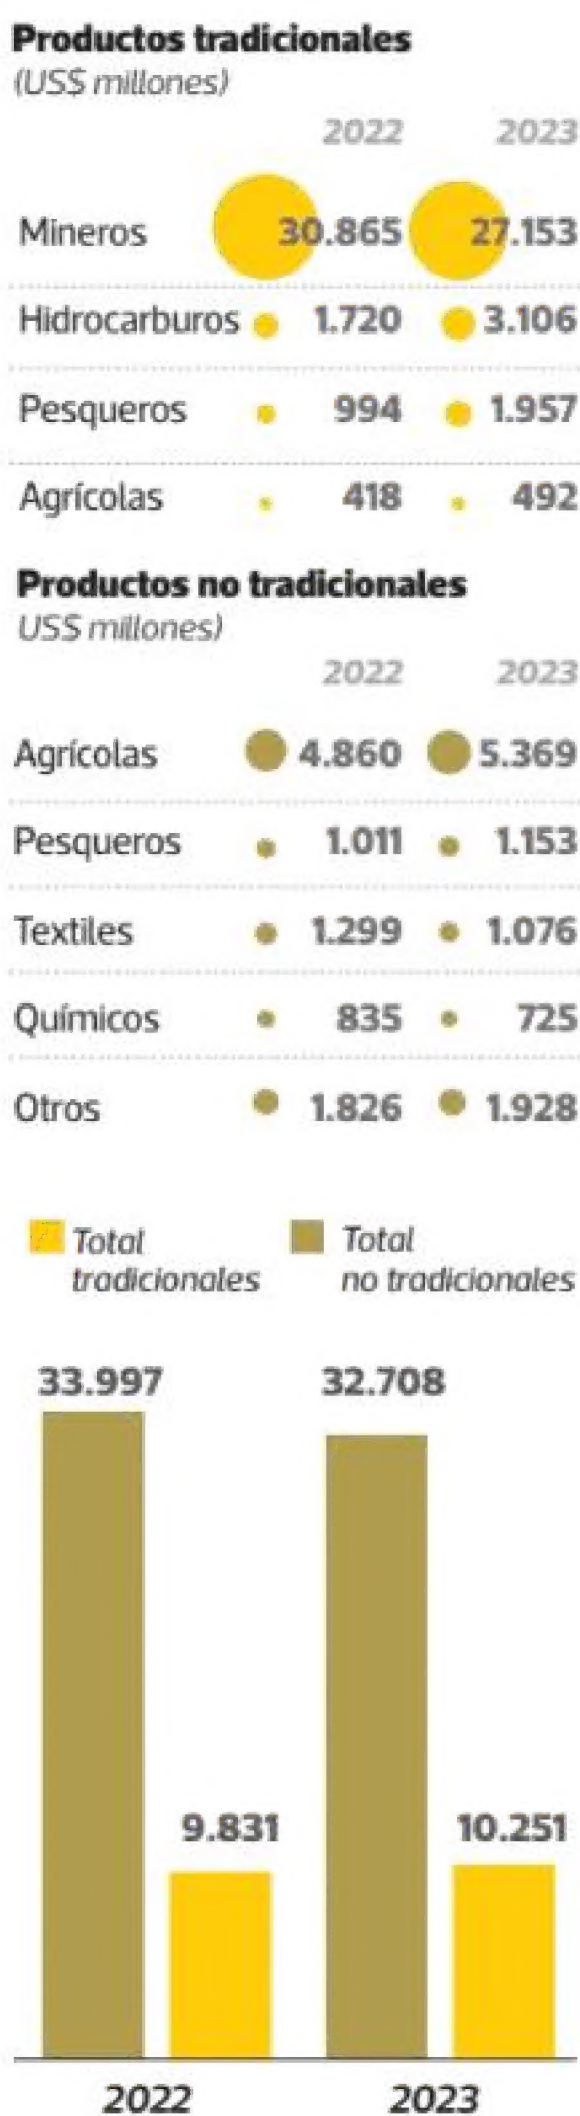 Productos tradicionales
(US$ millones)
2022 2023
Mineros 30.865 27.153
Hidrocarburos 1.720 3.106
Pesqueros 994 1.957
Agrícolas 418 492
Productos no tradicionales
US$ millones)
2022 2023
Agrícolas 4.860 5.369
Pesqueros 1.011 1.153
Textiles 1.299 1.076
Químicos 835 725
Otros 1.826 1.928
Total Total
tradicionales no tradicionales
33.997 32.708
9.831 10.251
2022 2023